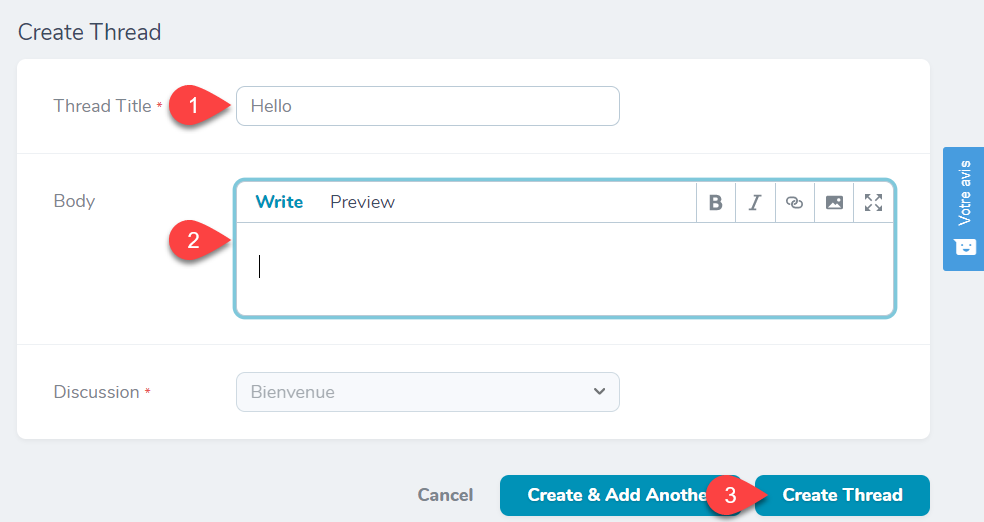 Create Thread
Thread Title * 1 Hello
Votre avis
Body Write Preview B I
2
Discussion * Bienvenue
Cancel Create & Add Anothe 3 Create Thread